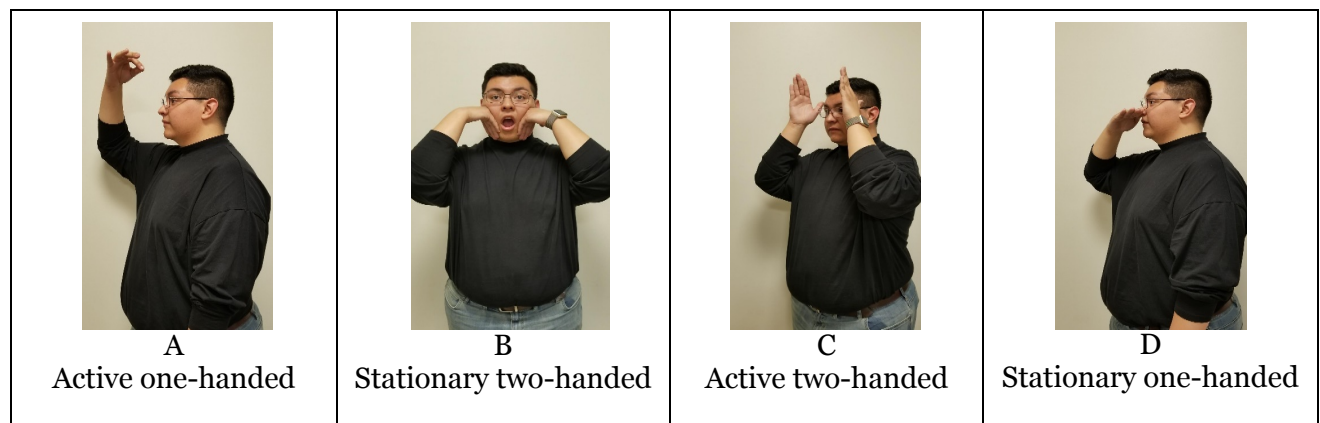 A
Active one-handed
B
Stationary two-handed
C
Active two-handed
D
Stationary one-handed